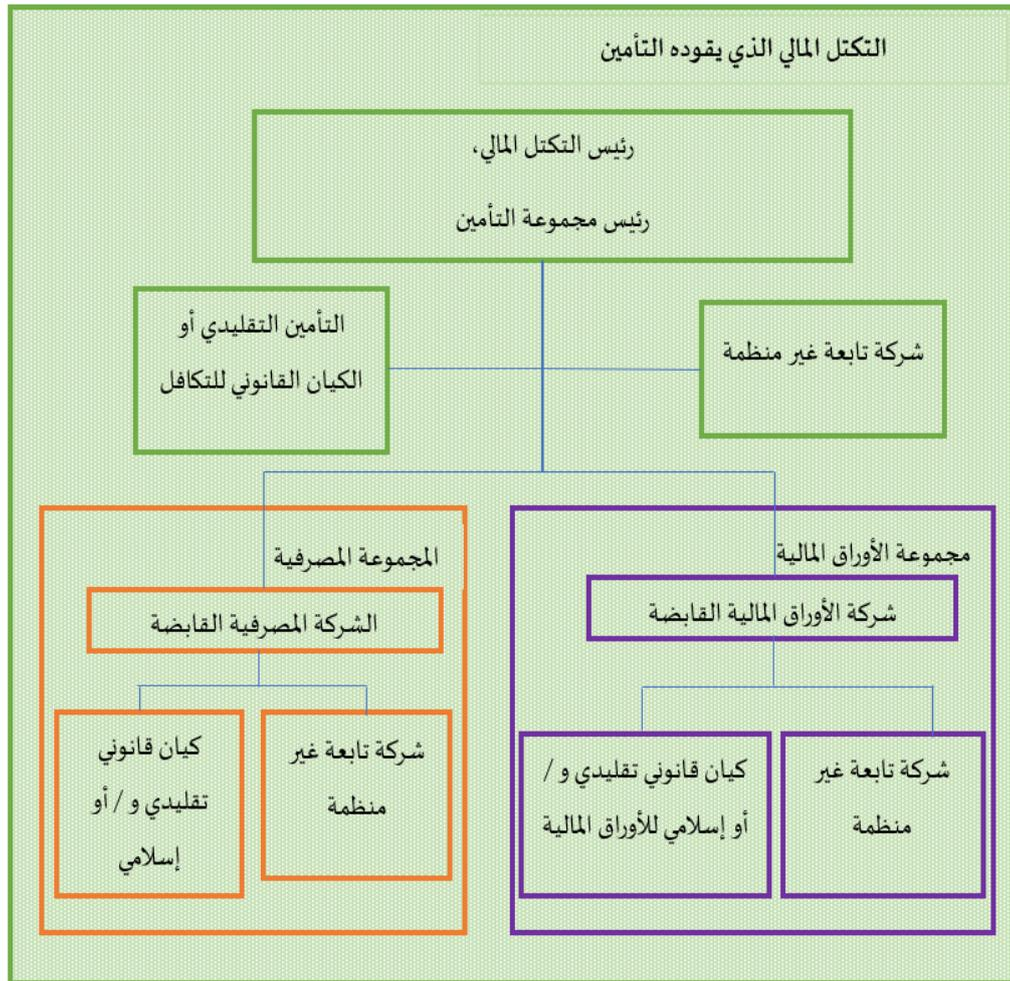 التكتل المالي الذي يقوده التأمين
رئيس التكتل المالي،
رئيس مجموعة التأمين
شركة تابعة غير منظمة
التأمين التقليدي أو
الكيان القانوني للتكافل
مجموعة الأوراق المالية
شركة الأوراق المالية القابضة
شركة تابعة غير
منظمة
كيان قانوني تقليدي و /
أو إسلامي للأوراق المالية
المجموعة المصرفية
الشركة المصرفية القابضة
شركة تابعة غير
منظمة
كيان قانوني
تقليدي و / أو
إسلامي